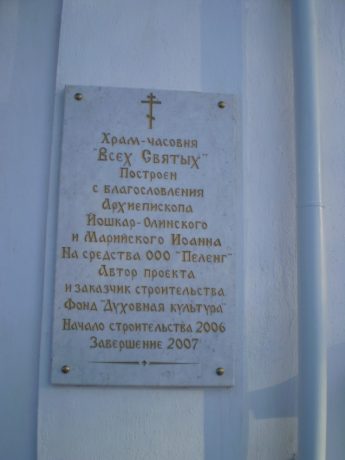 Храм-часовня
"Всех Святых"
Построен
с благословления
Архиепископа
Йошкар-Олинского
и Марийского Иоанна
На средства ООО "Пеленг"
Автор проекта
и заказчик строительства
Фонд "Духовная культура"
Начало строительства 2006
Завершение 2007